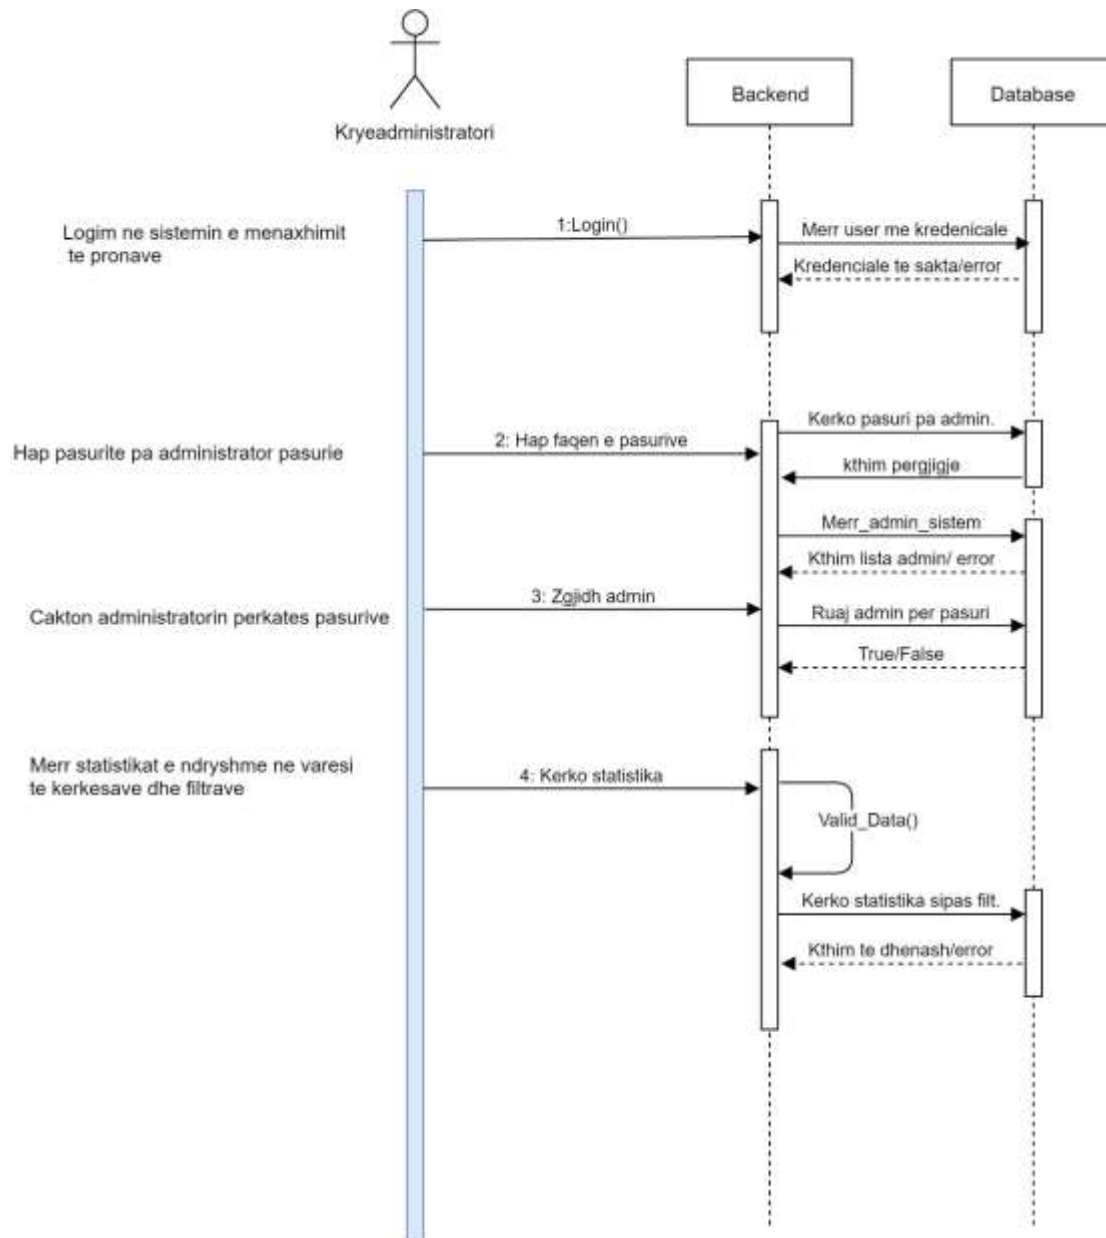 Kryeadministratori
Backend
Database
Logim ne sistemin e menaxhimit
te pronave
1:Login()
Merr user me kredenicale
Kredenciale te sakta/error
Hap pasurite pa administrator pasurie
2: Hap faqen e pasurive
Kerko pasuri pa admin.
kthim pergjigje
Merr_admin_sistem
Kthim lista admin/ error
Cakton administratorin perkates pasurive
3: Zgjidh admin
Ruaj admin per pasuri
True/False
Merr statistikat e ndryshme ne varesi
te kerkesave dhe filtrave
4: Kerko statistika
Valid_Data()
Kerko statistika sipas filt.
Kthim te dhenash/error